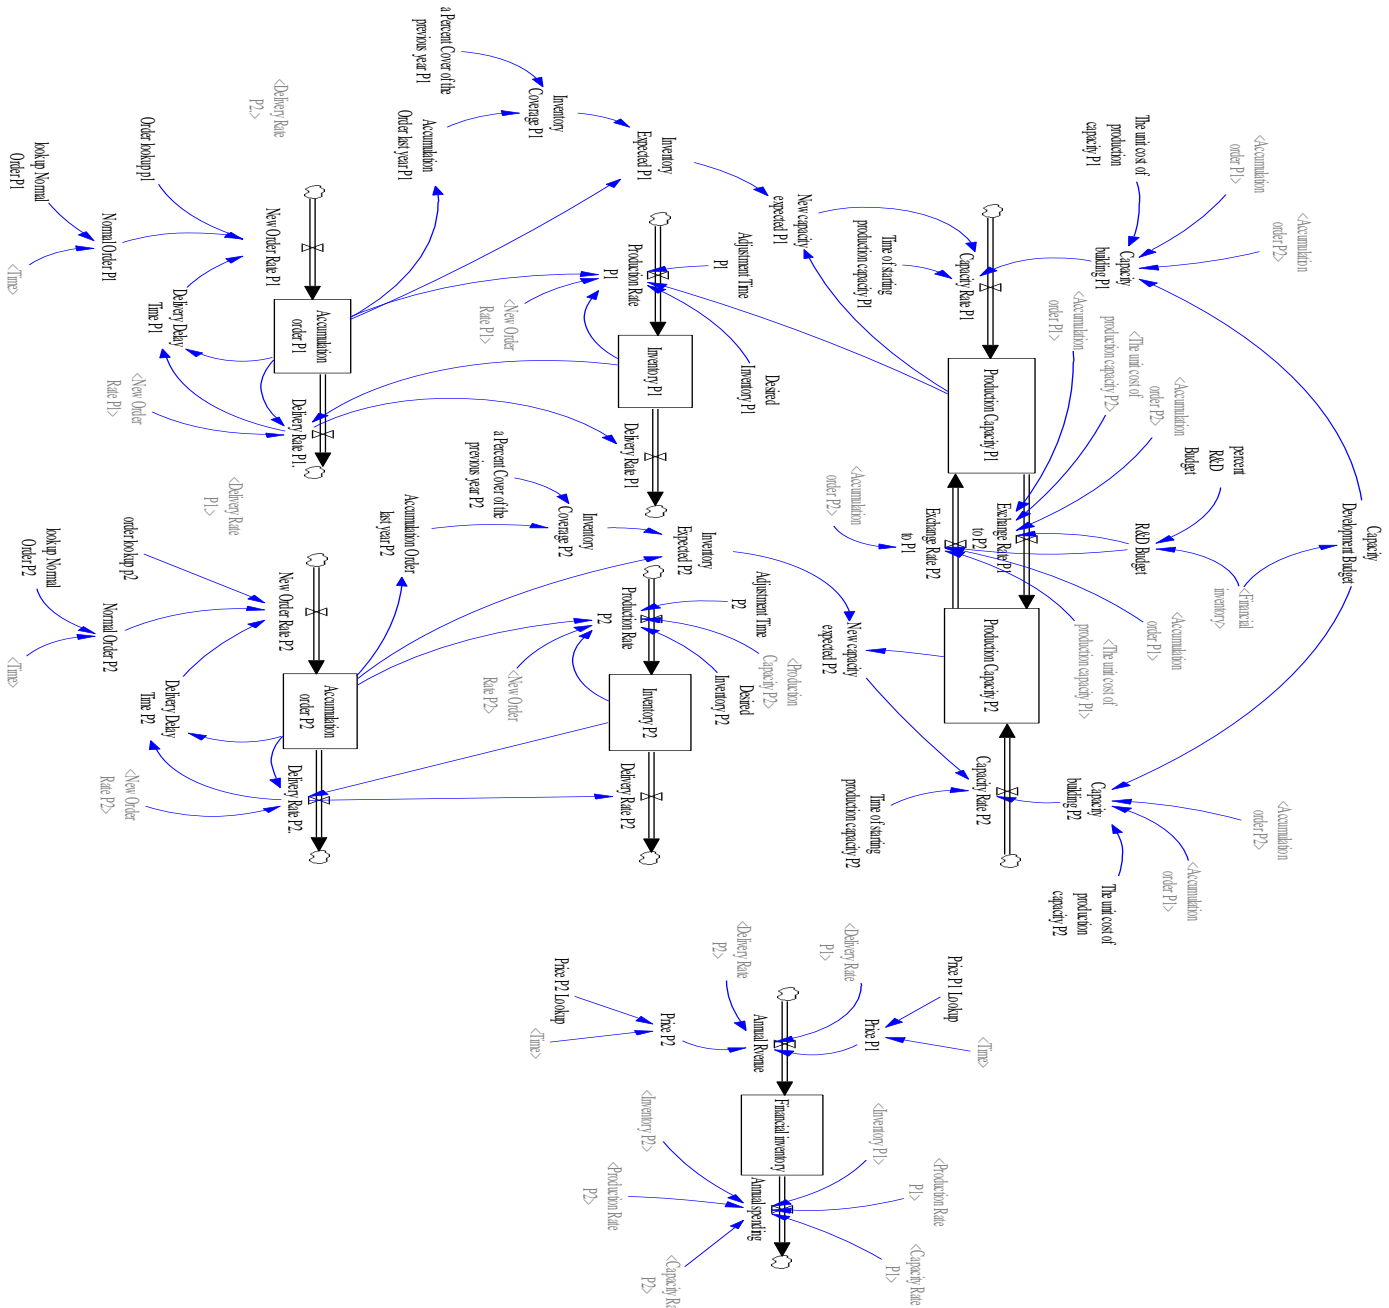 Capacity
Development Budget
<Accumulation
order P2>
<Accumulation
order P1>
The unit cost of
production
capacity P1
Capacity
building P1
<Financial
inventory>
percent
R&D
Budget
R&D Budget
<Accumulation
order P1>
<The unit cost of
production capacity P1>
<Accumulation
order P2>
<The unit cost of
production capacity P2>
<Accumulation
order P1>
Capacity
building P2
<Accumulation
order P2>
<Accumulation
order P1>
The unit cost of
production
capacity P2
Capacity Rate P1
Production Capacity P1
Exchange Rate P1
to P2
Exchange Rate P2
to P1
Production Capacity P2
Capacity Rate P2
Time of starting
production capacity P1
New capacity
expected P1
<Accumulation
order P2>
New capacity
expected P2
Time of starting
production capacity P2
Adjustment Time
P1
Desired
Inventory P1
Adjustment Time
P2
<Production
Capacity P2>
Desired
Inventory P2
Inventory
Expected P1
Production Rate
P1
Inventory P1
Delivery Rate P1
Inventory
Expected P2
Production Rate
P2
Inventory P2
Delivery Rate P2
Inventory
Coverage P1
<New Order
Rate P1>
Inventory
Coverage P2
<New Order
Rate P2>
a Percent Cover of the
previous year P1
Accumulation
Order last year P1
a Percent Cover of the
previous year P2
Accumulation Order
last year P2
<Delivery Rate
P2.>
New Order Rate P1
Accumulation
order P1
Delivery Rate P1.
<Delivery Rate
P1.>
New Order Rate P2
Accumulation
order P2
Delivery Rate P2.
Order lookup p1
Delivery Delay
Time P1
<New Order
Rate P1>
order lookup p2
Delivery Delay
Time P2
<New Order
Rate P2>
lookup Normal
Order P1
Normal Order P1
<Time>
lookup Normal
Order P2
Normal Order P2
<Time>
Price P1 Lookup
<Time>
Price P1
<Delivery Rate
P1>
<Delivery Rate
P2>
Annual Rvenue
Financial inventory
Annual spending
Price P2 Lookup
Price P2
<Time>
<Inventory P1>
<Production Rate
P1>
<Capacity Rate
P1>
<Inventory P2>
<Production Rate
P2>
<Capacity Ra
P2>